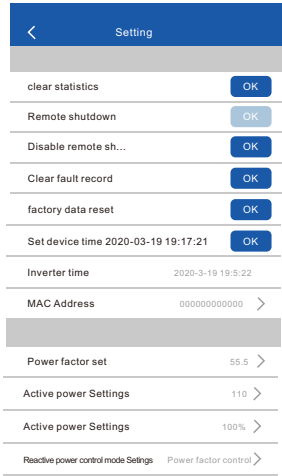 Setting
clear statistics OK
Remote shutdown OK
Disable remote sh... OK
Clear fault record OK
factory data reset OK
Set device time 2020-03-19 19:17:21 OK
Inverter time 2020-3-19 19:5:22
MAC Address 000000000000
Power factor set 55.5
Active power Settings 110
Active power Settings 100%
Reactive power control mode Setings Power factor control